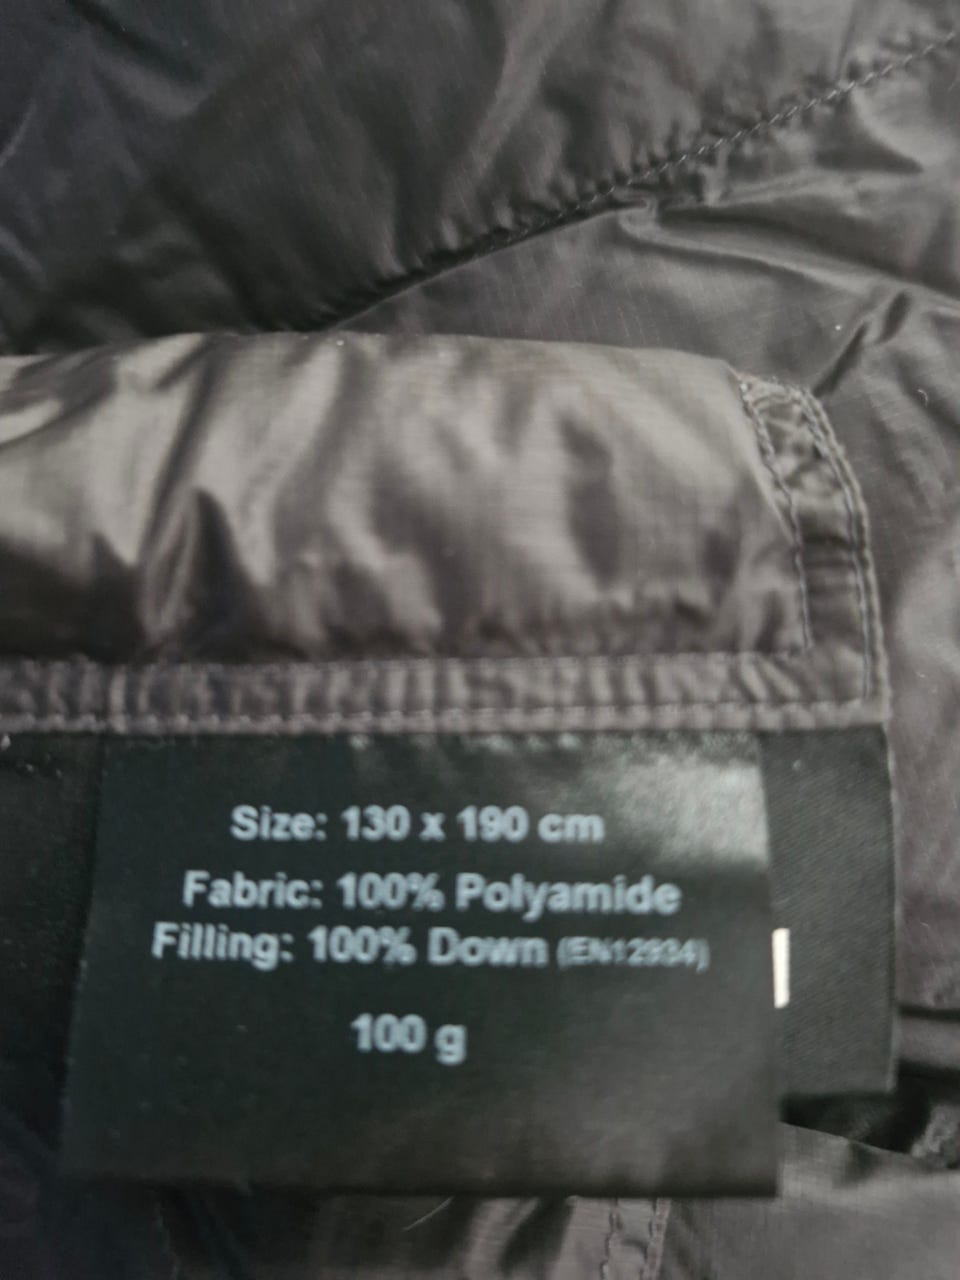 Size: 130 x 190 cm
Fabric: 100% Polyamide
Filling: 100% Down (EN12934)
100 g